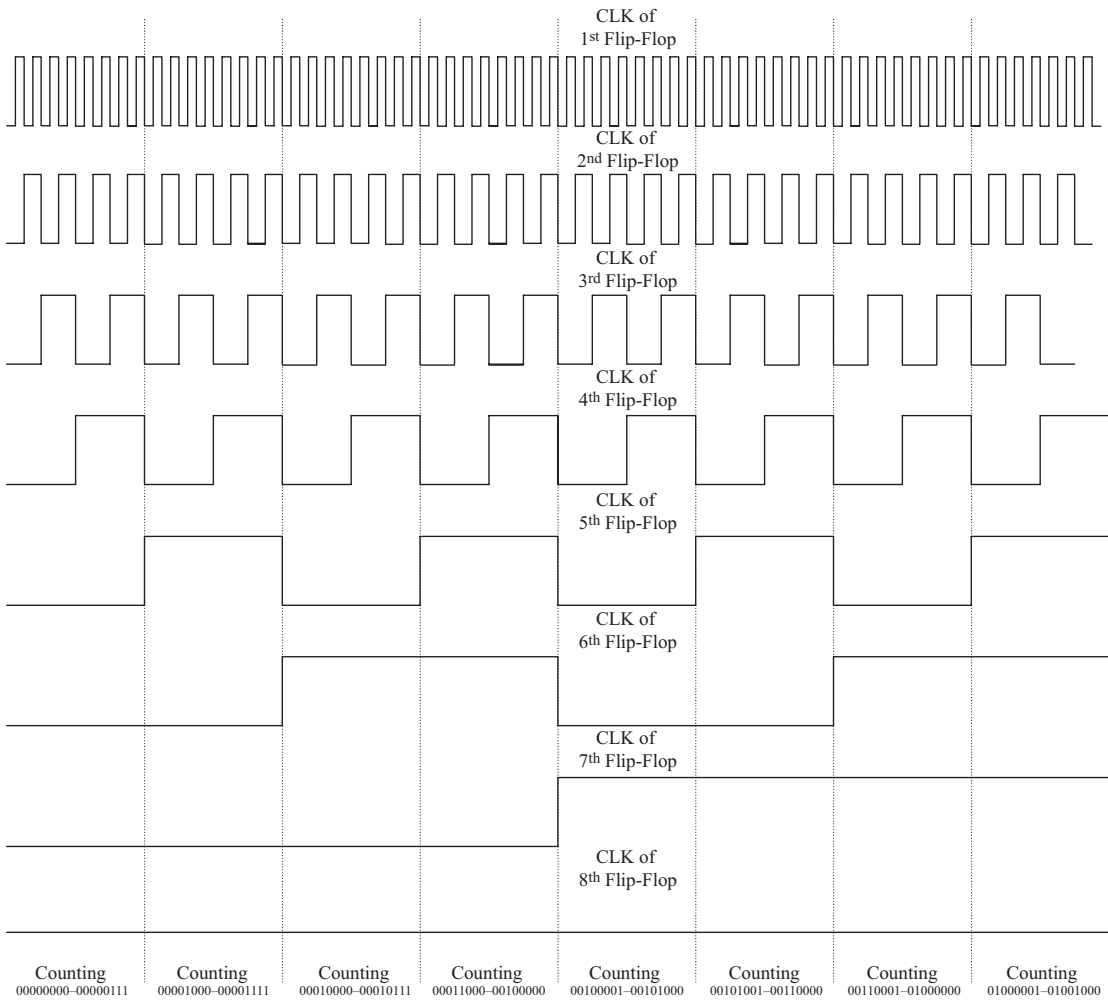 CLK of
1st Flip-Flop
CLK of
2nd Flip-Flop
CLK of
3rd Flip-Flop
CLK of
4th Flip-Flop
CLK of
5th Flip-Flop
CLK of
6th Flip-Flop
CLK of
7th Flip-Flop
CLK of
8th Flip-Flop
Counting
00000000–00000111
Counting
00001000–00001111
Counting
00010000–00010111
Counting
00011000–00100000
Counting
00100001–00101000
Counting
00101001–00110000
Counting
00110001–01000000
Counting
01000001–01001000